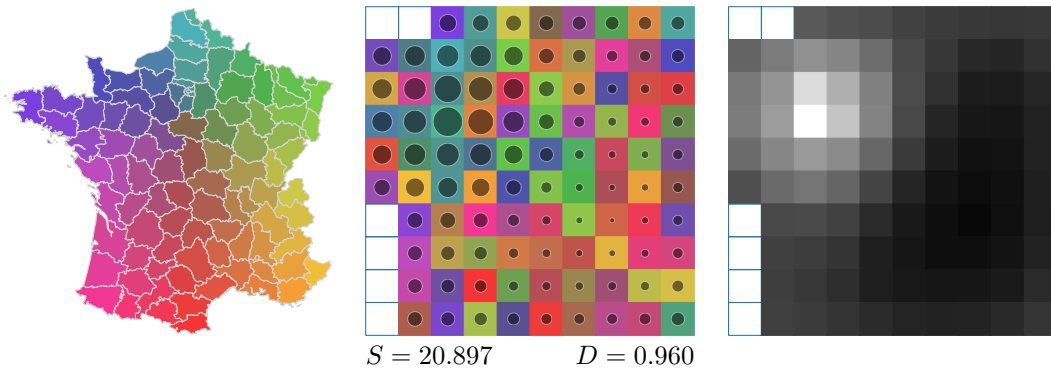 S = 20.897 D = 0.960